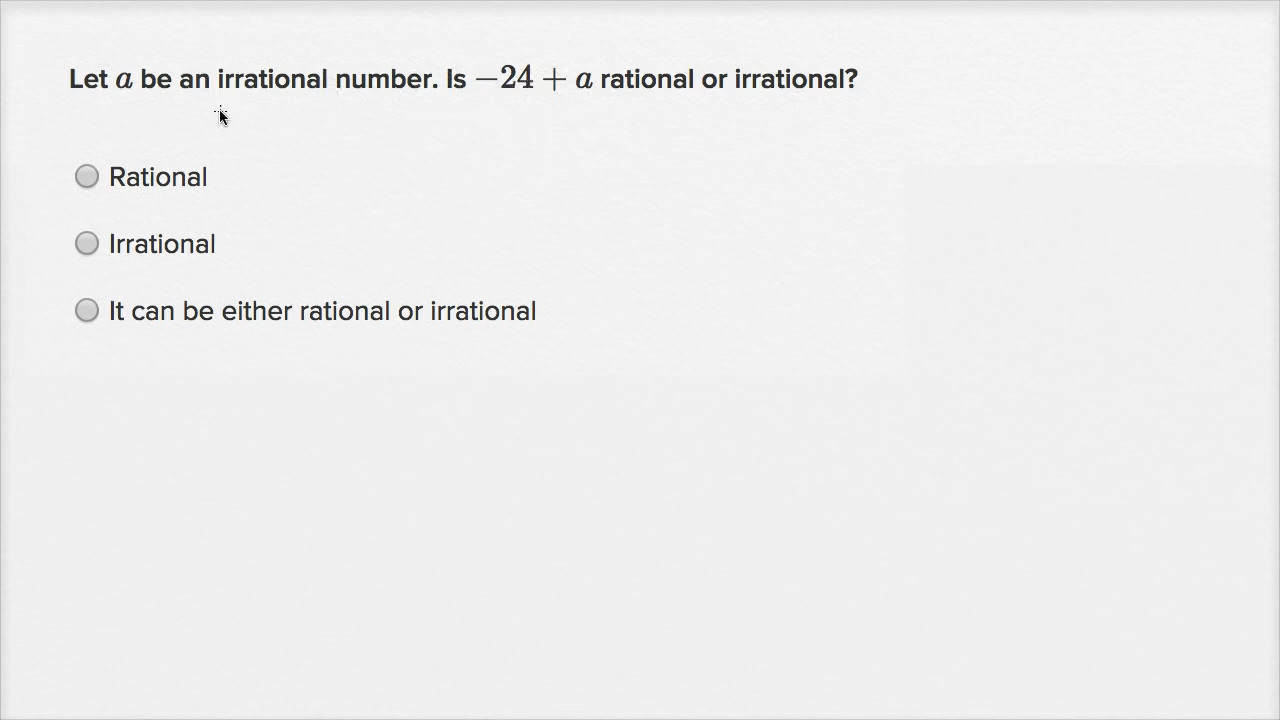 Let a be an irrational number. Is −24 + a rational or irrational?
Rational
Irrational
It can be either rational or irrational